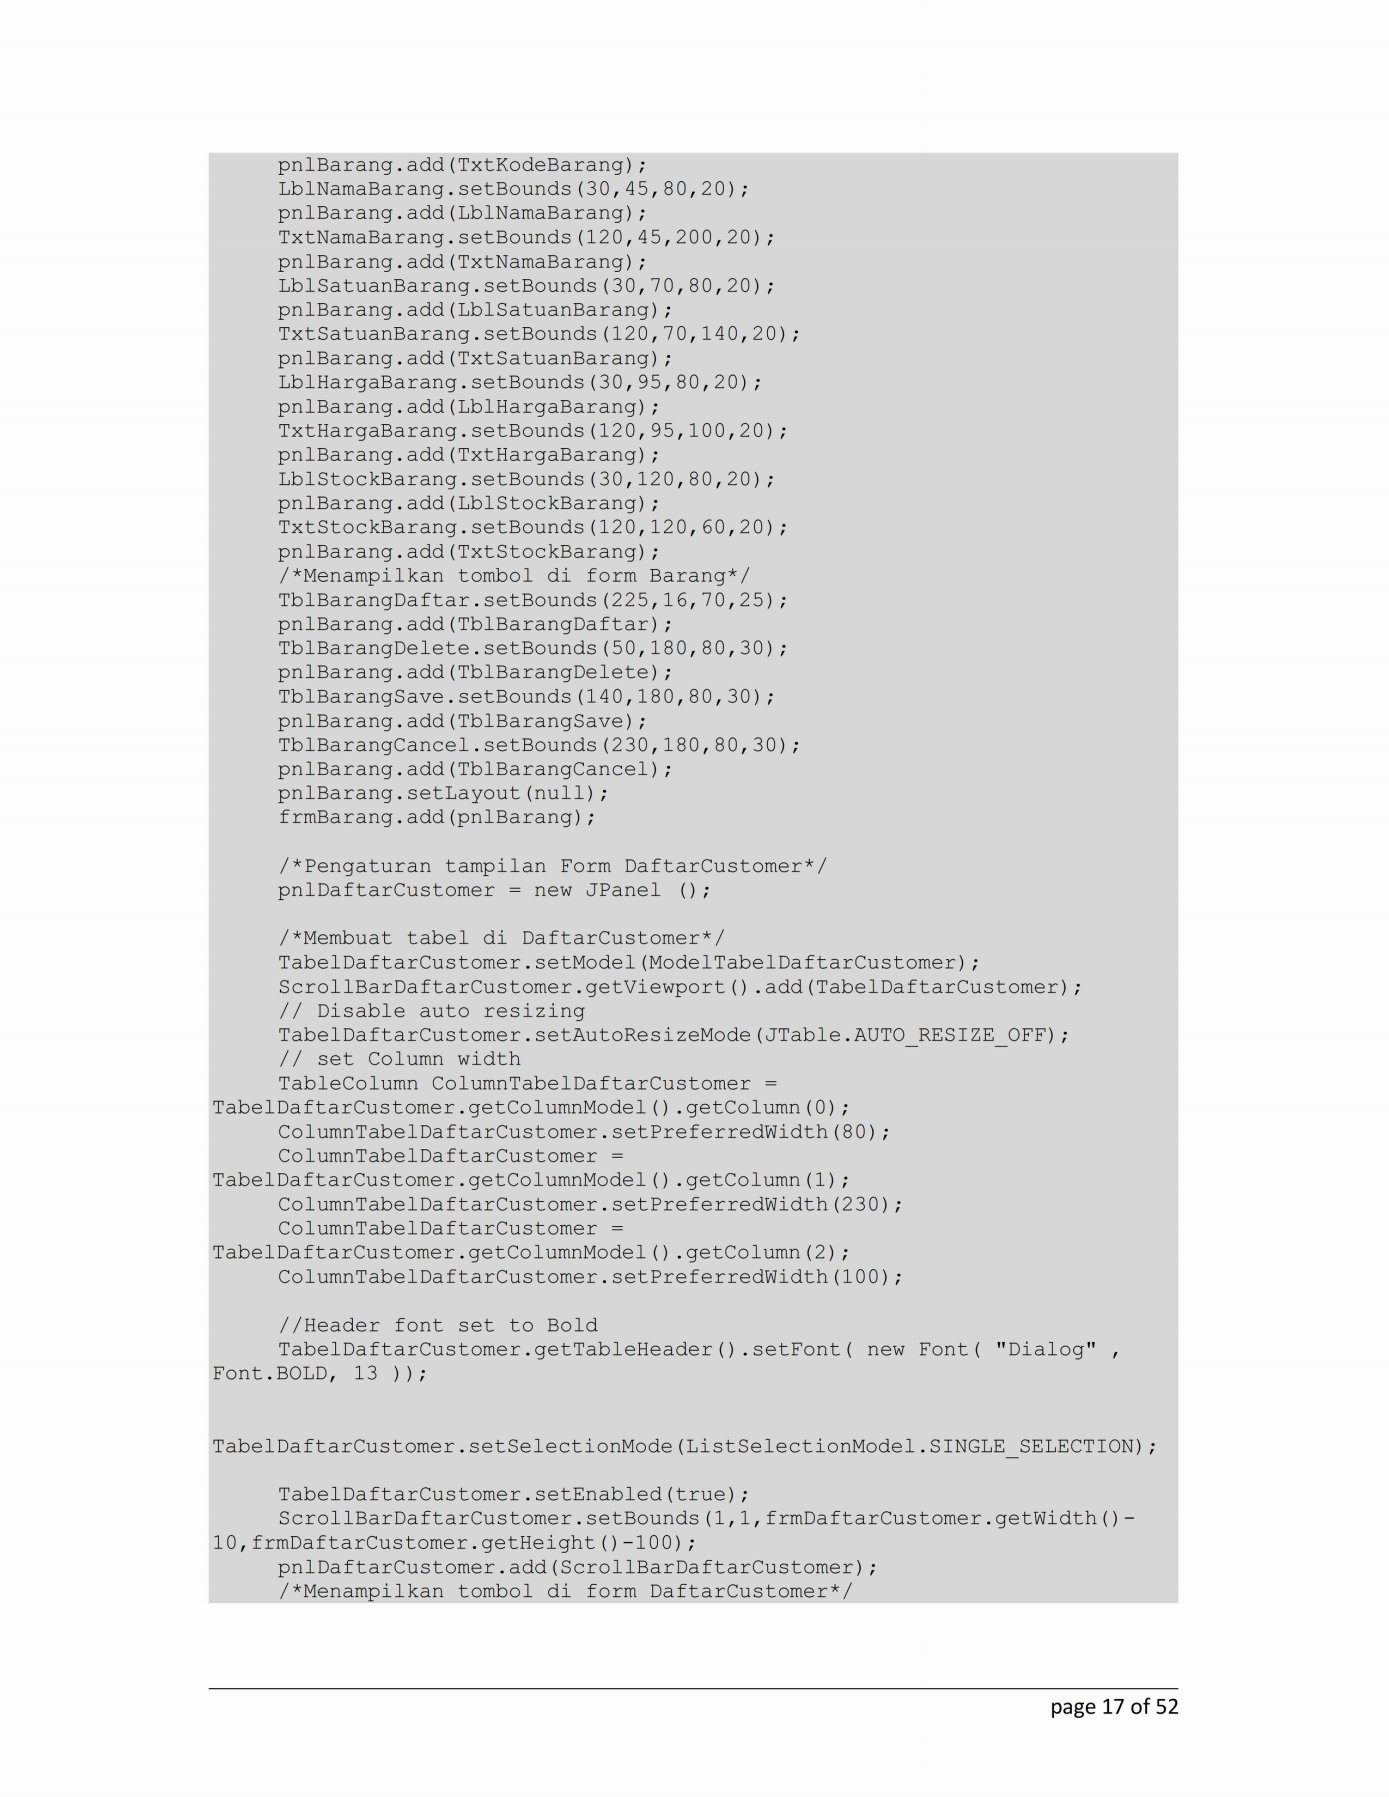 pnlBarang.add(TxtKodeBarang);
LblNamaBarang.setBounds(30,45,80,20);
pnlBarang.add(LblNamaBarang);
TxtNamaBarang.setBounds(120,45,200,20);
pnlBarang.add(TxtNamaBarang);
LblSatuanBarang.setBounds(30,70,80,20);
pnlBarang.add(LblSatuanBarang);
TxtSatuanBarang.setBounds(120,70,140,20);
pnlBarang.add(TxtSatuanBarang);
LblHargaBarang.setBounds(30,95,80,20);
pnlBarang.add(LblHargaBarang);
TxtHargaBarang.setBounds(120,95,100,20);
pnlBarang.add(TxtHargaBarang);
LblStockBarang.setBounds(30,120,80,20);
pnlBarang.add(LblStockBarang);
TxtStockBarang.setBounds(120,120,60,20);
pnlBarang.add(TxtStockBarang);
/*Menampilkan tombol di form Barang*/
TblBarangDaftar.setBounds(225,16,70,25);
pnlBarang.add(TblBarangDaftar);
TblBarangDelete.setBounds(50,180,80,30);
pnlBarang.add(TblBarangDelete);
TblBarangSave.setBounds(140,180,80,30);
pnlBarang.add(TblBarangSave);
TblBarangCancel.setBounds(230,180,80,30);
pnlBarang.add(TblBarangCancel);
pnlBarang.setLayout(null);
frmBarang.add(pnlBarang);

/*Pengaturan tampilan Form DaftarCustomer*/
pnlDaftarCustomer = new JPanel ();

/*Membuat tabel di DaftarCustomer*/
TabelDaftarCustomer.setModel(ModelTabelDaftarCustomer);
ScrollBarDaftarCustomer.getViewport().add(TabelDaftarCustomer);
// Disable auto resizing
TabelDaftarCustomer.setAutoResizeMode(JTable.AUTO_RESIZE_OFF);
// set Column width
TableColumn ColumnTabelDaftarCustomer =
TabelDaftarCustomer.getColumnModel().getColumn(0);
ColumnTabelDaftarCustomer.setPreferredWidth(80);
ColumnTabelDaftarCustomer =
TabelDaftarCustomer.getColumnModel().getColumn(1);
ColumnTabelDaftarCustomer.setPreferredWidth(230);
ColumnTabelDaftarCustomer =
TabelDaftarCustomer.getColumnModel().getColumn(2);
ColumnTabelDaftarCustomer.setPreferredWidth(100);

//Header font set to Bold
TabelDaftarCustomer.getTableHeader().setFont( new Font( "Dialog" ,
Font.BOLD, 13 ));

TabelDaftarCustomer.setSelectionMode(ListSelectionModel.SINGLE_SELECTION);

TabelDaftarCustomer.setEnabled(true);
ScrollBarDaftarCustomer.setBounds(1,1,frmDaftarCustomer.getWidth()-
10,frmDaftarCustomer.getHeight()-100);
pnlDaftarCustomer.add(ScrollBarDaftarCustomer);
/*Menampilkan tombol di form DaftarCustomer*/
page 17 of 52